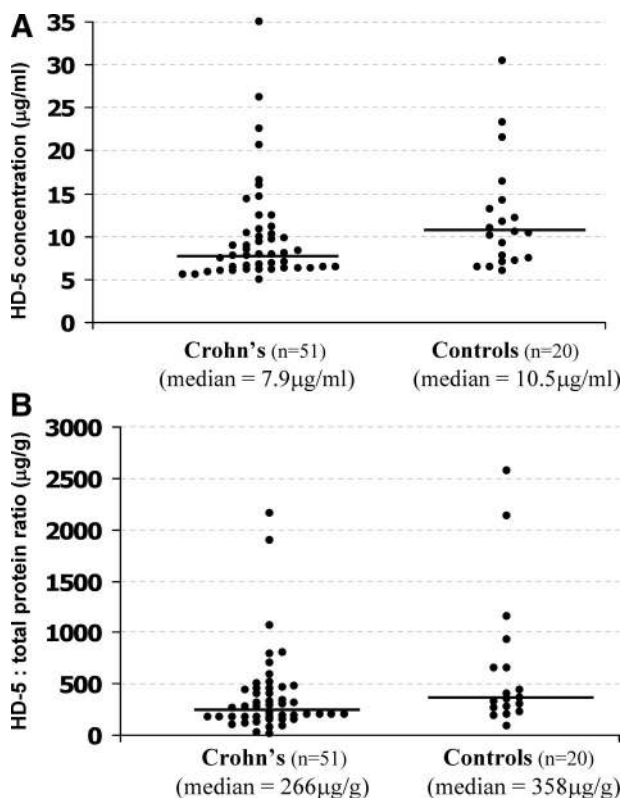 A
HD-5 concentration (µg/ml)
35
30
25
20
15
10
5
0
Crohn's (n=51)
(median = 7.9µg/ml)
Controls (n=20)
(median = 10.5µg/ml)
B
HD-5 : total protein ratio (µg/g)
3000
2500
2000
1500
1000
500
0
Crohn's (n=51)
(median = 266µg/g)
Controls (n=20)
(median = 358µg/g)